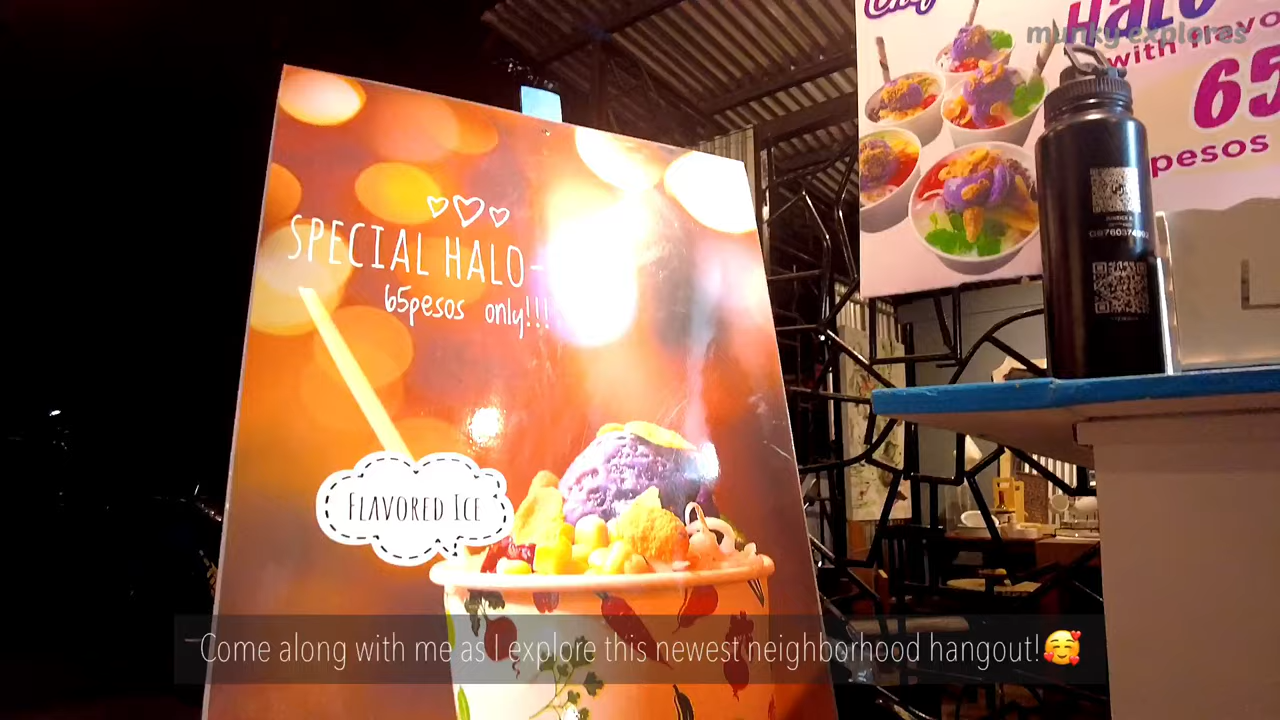 munky explores
Halo
with flavo
65
pesos
SPECIAL HALO-
65pesos only!!!
FLAVORED ICE
Come along with me as I explore this newest neighborhood hangout!🥰